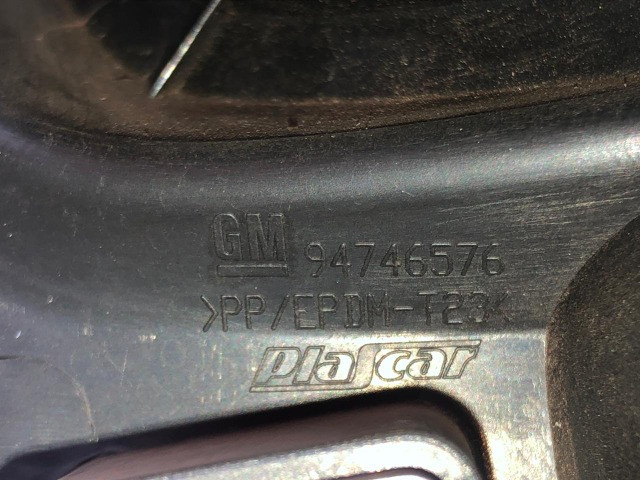 GM 94746576
>PP/EPDM-T23<
plascar